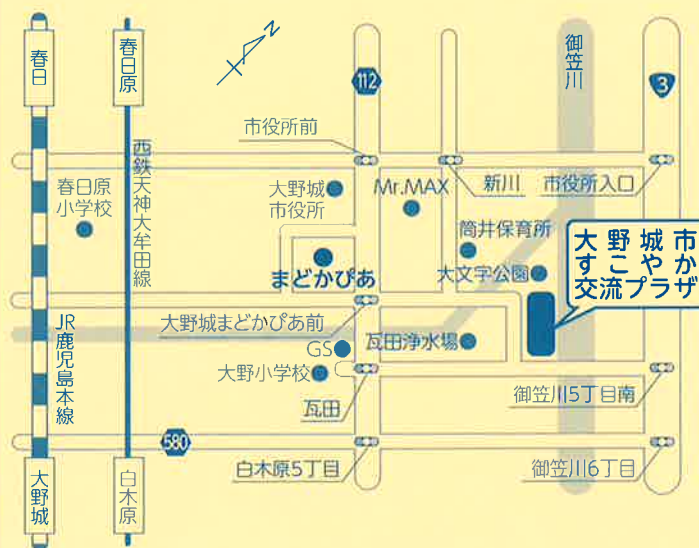 春日
春日原
N
112
御笠川
3
市役所前
西鉄天神大牟田線
春日原
小学校
大野城
市役所
Mr.MAX
新川
市役所入口
筒井保育所
まどかぴあ
大文字公園
大野城市
すこやか
交流プラザ
JR鹿児島本線
大野城まどかぴあ前
GS
瓦田浄水場
大野小学校
瓦田
御笠川5丁目南
580
大野城
白木原
白木原5丁目
御笠川6丁目